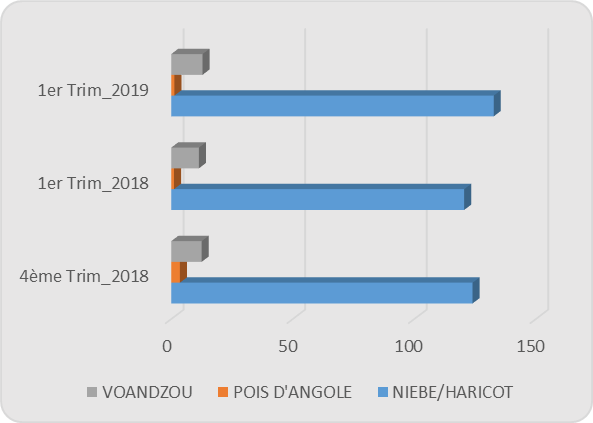 1er Trim_2019
1er Trim_2018
4ème Trim_2018
0 50 100 150
VOANDZOU POIS D'ANGOLE NIEBE/HARICOT